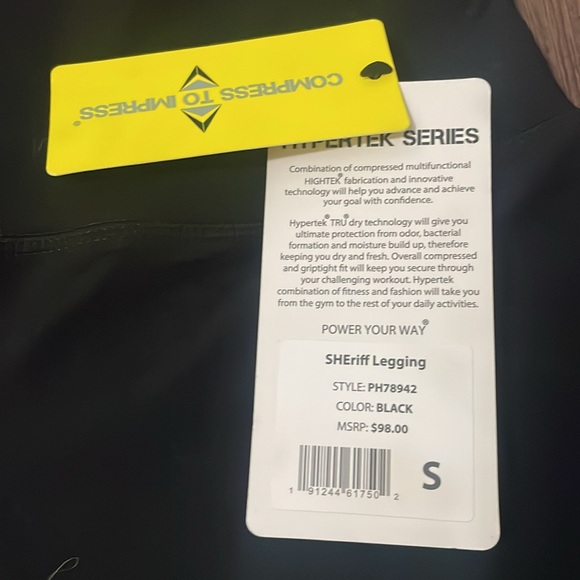 COMPRESS TO IMPRESS®
HYPERTEK SERIES
Combination of compressed multifunctional
HIGHTEK® fabrication and innovative
technology will help you advance and achieve
your goal with confidence.
Hypertek® TRU® dry technology will give you
ultimate protection from odor, bacterial
formation and moisture build up, therefore
keeping you dry and fresh. Overall compressed
and griptight fit will keep you secure through
your challenging workout. Hypertek
combination of fitness and fashion will take you
from the gym to the rest of your daily activities.
POWER YOUR WAY®
SHEriff Legging
STYLE: PH78942
COLOR: BLACK
MSRP: $98.00
S
1 91244 61750 2